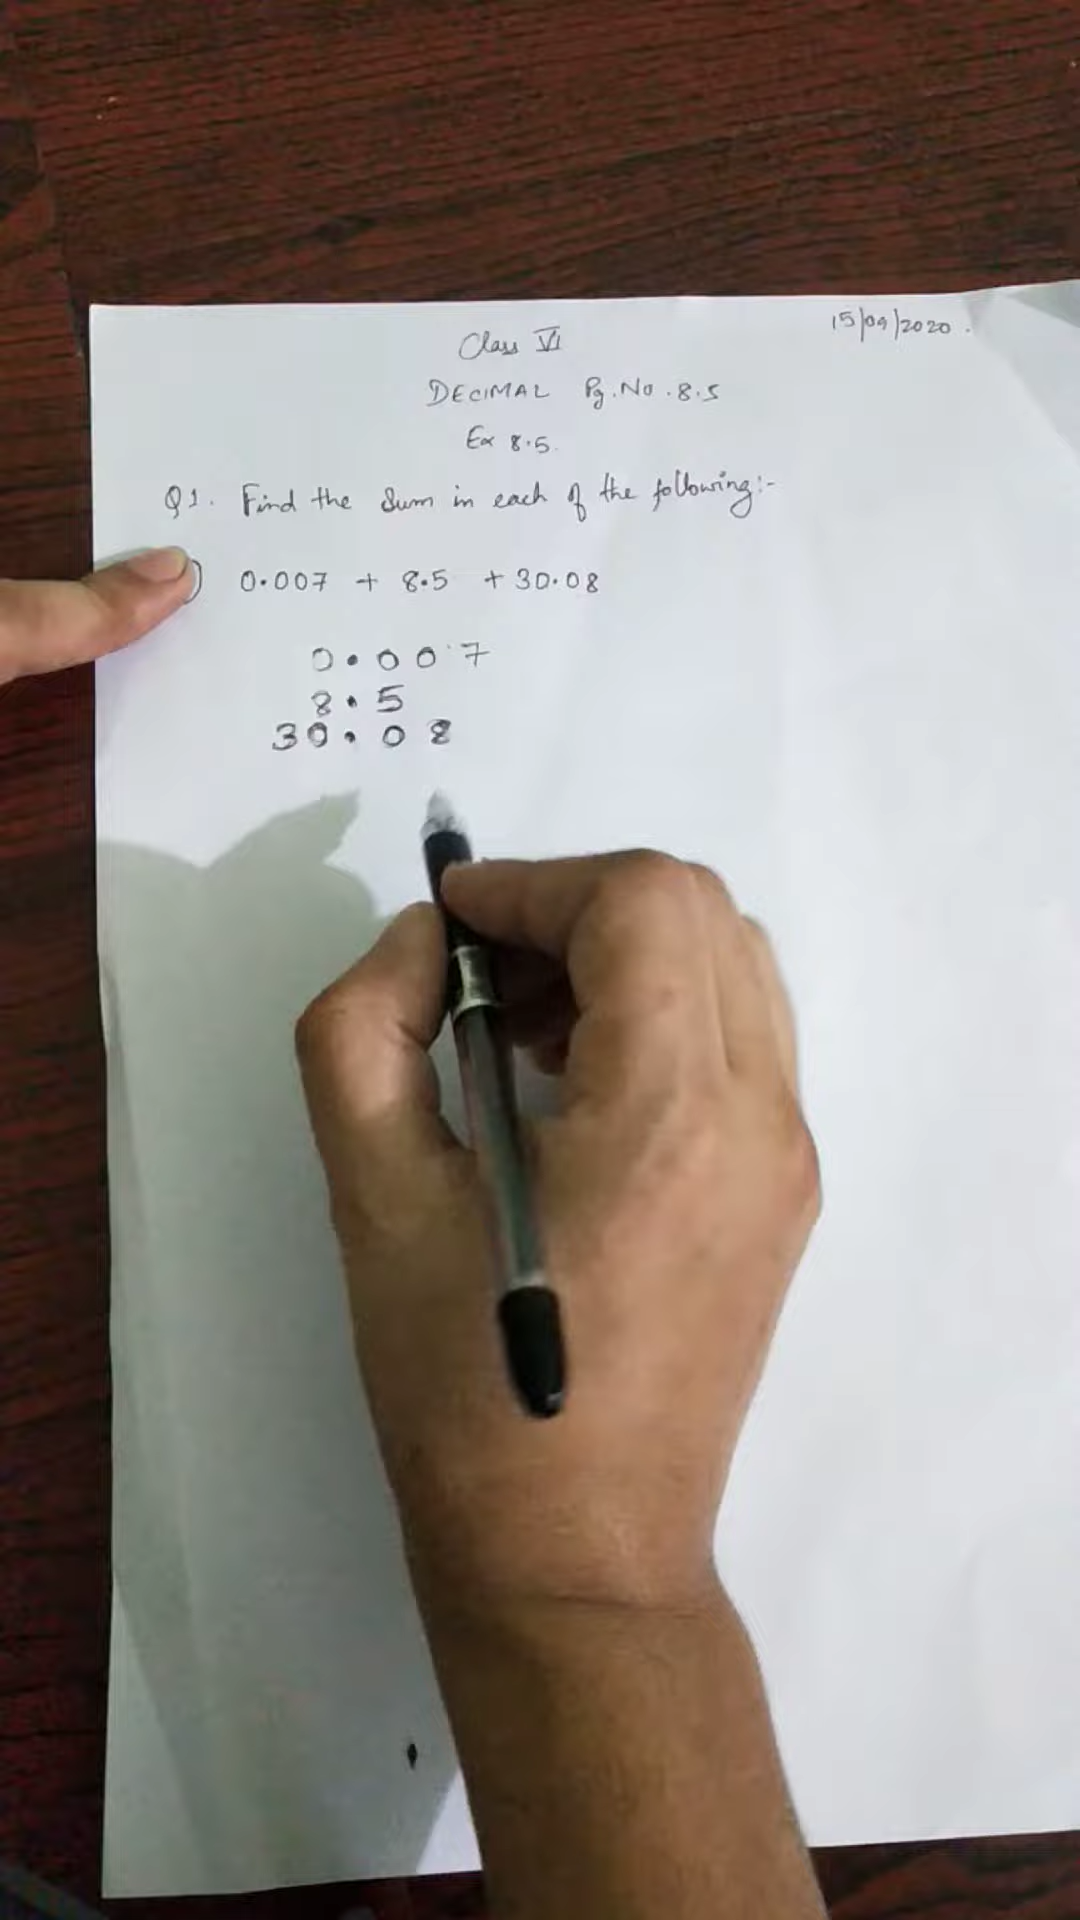 15/09/2020.
Class VI
DECIMAL Pg.No.8.5
Ex 8.5.
Q1. Find the Sum in each of the following:-
) 0.007 + 8.5 + 30.08
0.007
8.5
30.08